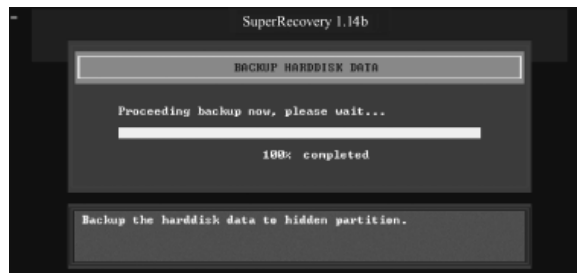 SuperRecovery 1.14b
BACKUP HARDDISK DATA
Proceeding backup now, please wait...
100% completed
Backup the harddisk data to hidden partition.